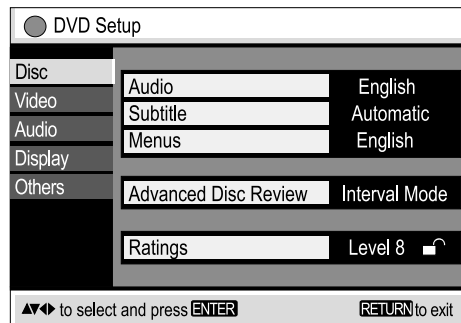 DVD Setup
Disc
Video
Audio
Display
Others
Audio English
Subtitle Automatic
Menus English
Advanced Disc Review Interval Mode
Ratings Level 8
▲▼◀▶ to select and press ENTER RETURN to exit